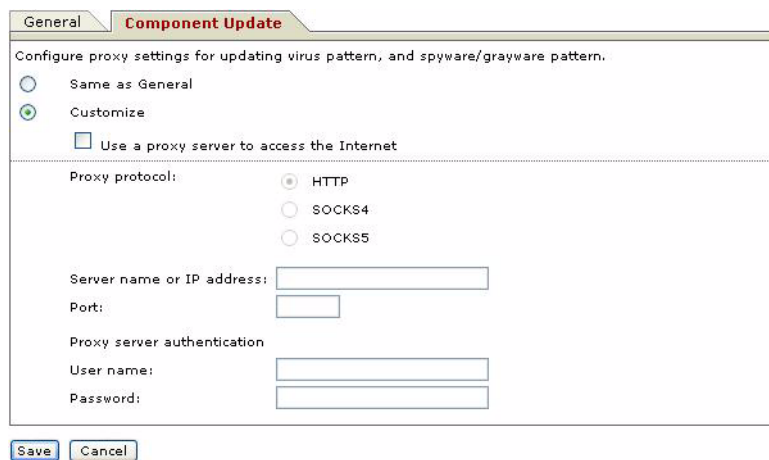 General Component Update
Configure proxy settings for updating virus pattern, and spyware/grayware pattern.
Same as General
Customize
Use a proxy server to access the Internet
Proxy protocol: HTTP
SOCKS4
SOCKS5
Server name or IP address:
Port:
Proxy server authentication
User name:
Password:
Save Cancel